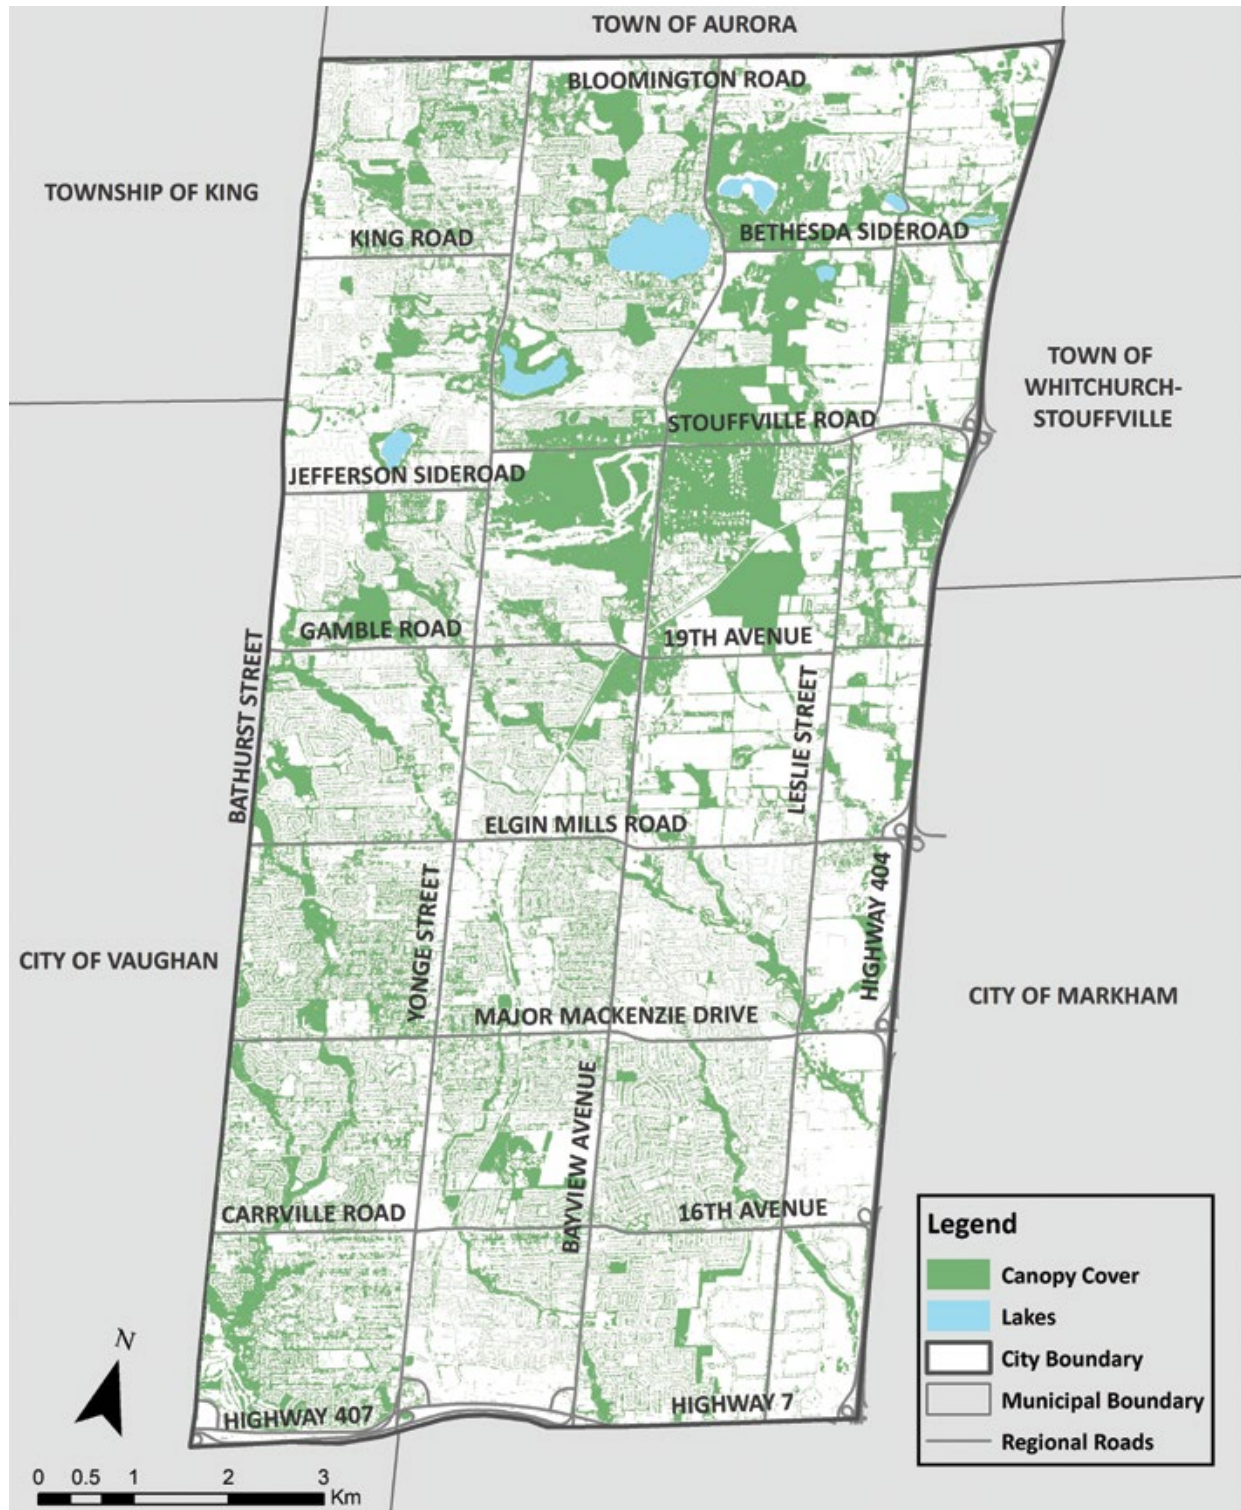 TOWN OF AURORA
BLOOMINGTON ROAD
TOWNSHIP OF KING
KING ROAD
BETHESDA SIDEROAD
TOWN OF
WHITCHURCH-
STOUFFVILLE
STOUFFVILLE ROAD
JEFFERSON SIDEROAD
GAMBLE ROAD
19TH AVENUE
BATHURST STREET
LESLIE STREET
ELGIN MILLS ROAD
YONGE STREET
HIGHWAY 404
CITY OF VAUGHAN
CITY OF MARKHAM
MAJOR MACKENZIE DRIVE
BAYVIEW AVENUE
CARRVILLE ROAD
16TH AVENUE
HIGHWAY 407
HIGHWAY 7
Legend
Canopy Cover
Lakes
City Boundary
Municipal Boundary
Regional Roads
N
0 0.5 1 2 3
Km